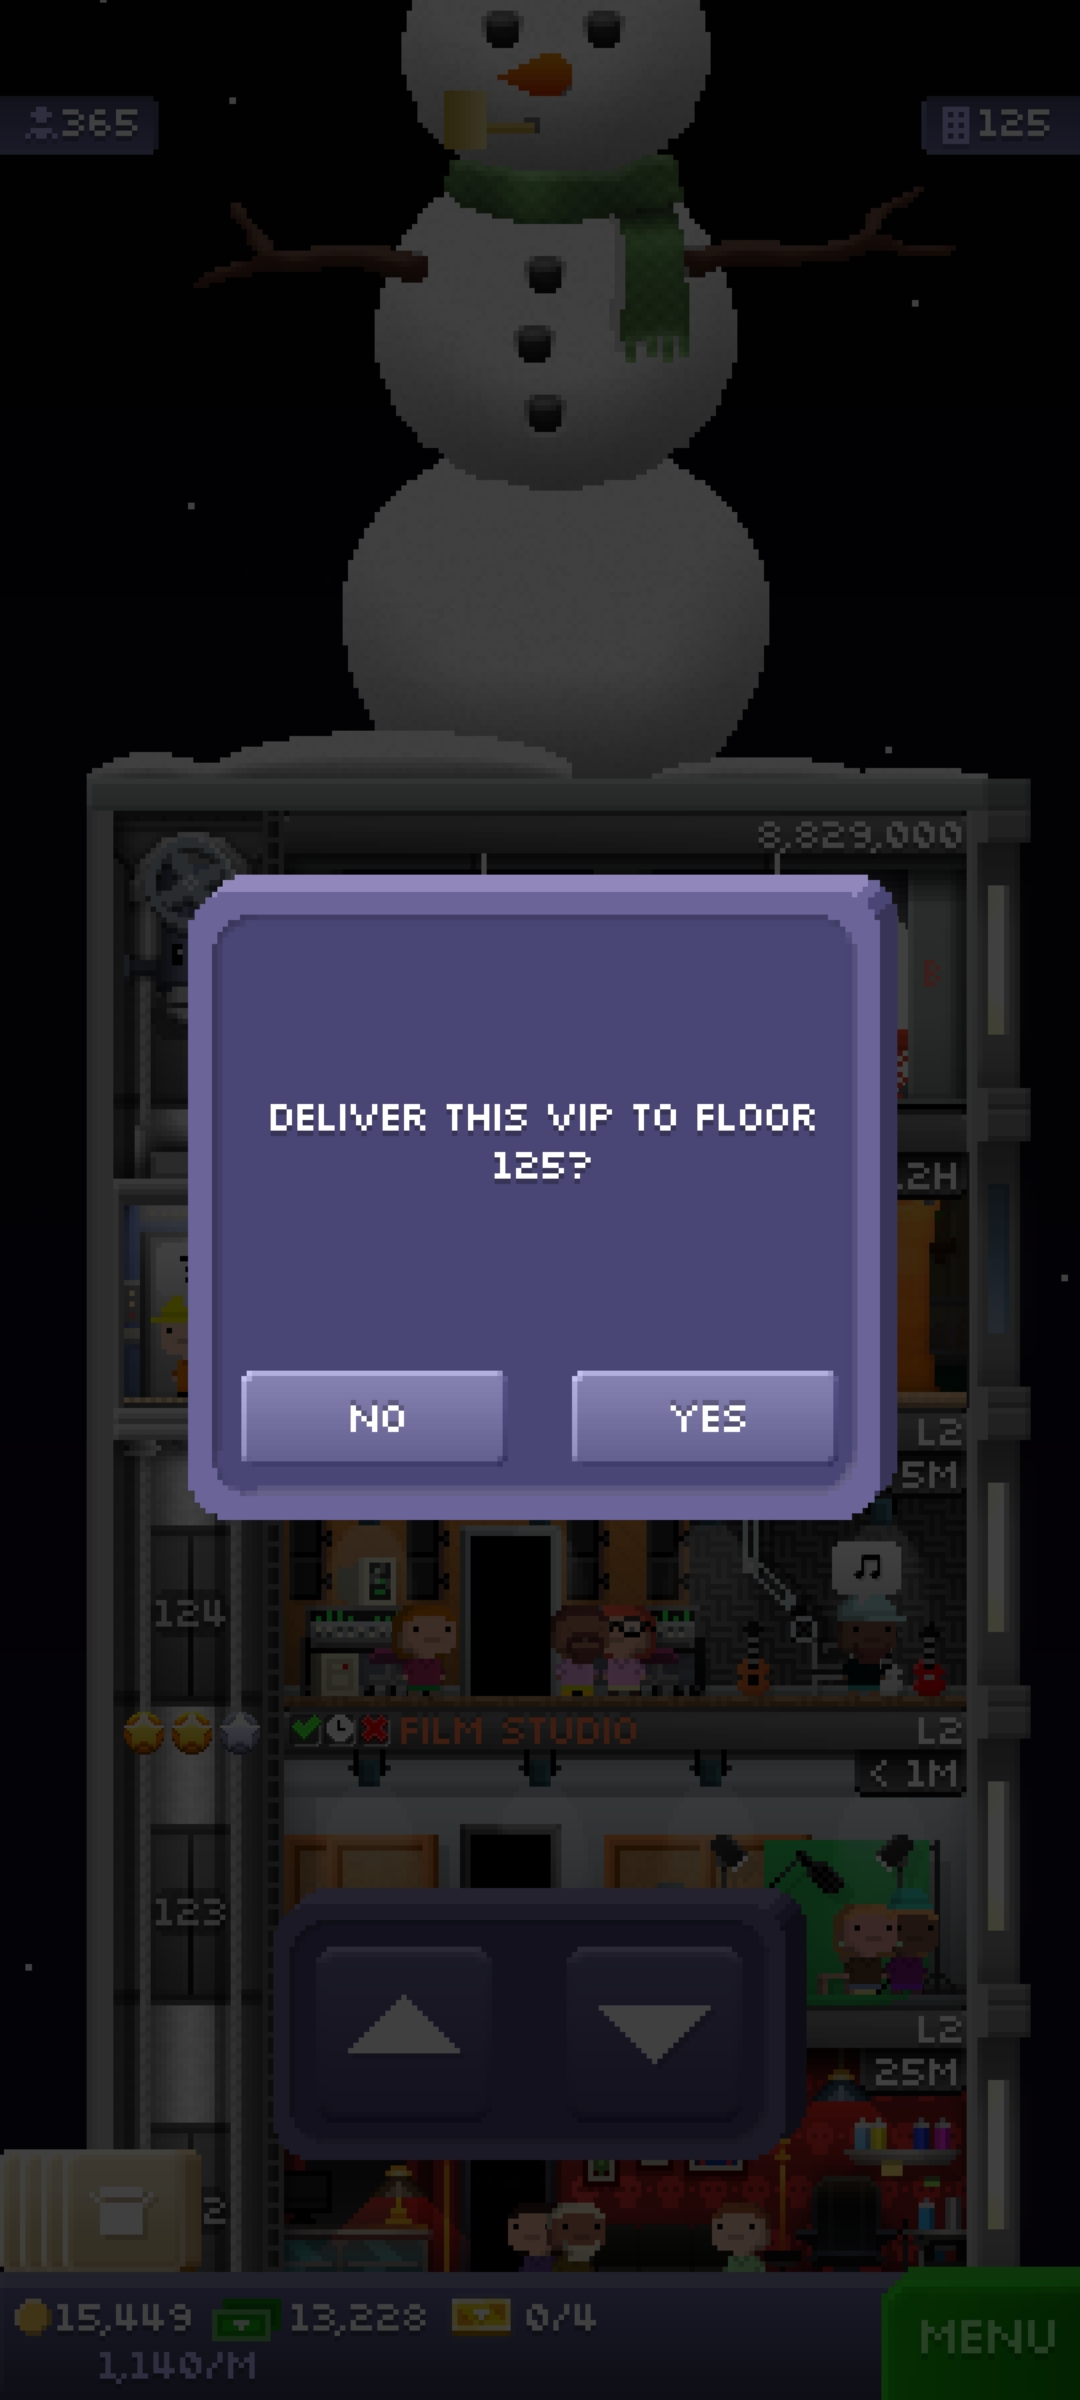 365
125
8,829,000
DELIVER THIS VIP TO FLOOR
125?
2H
NO
YES
L2
5M
124
FILM STUDIO
L2
< 1M
123
L2
25M
2
15,449
13,228
0/4
1,140/M
MENU